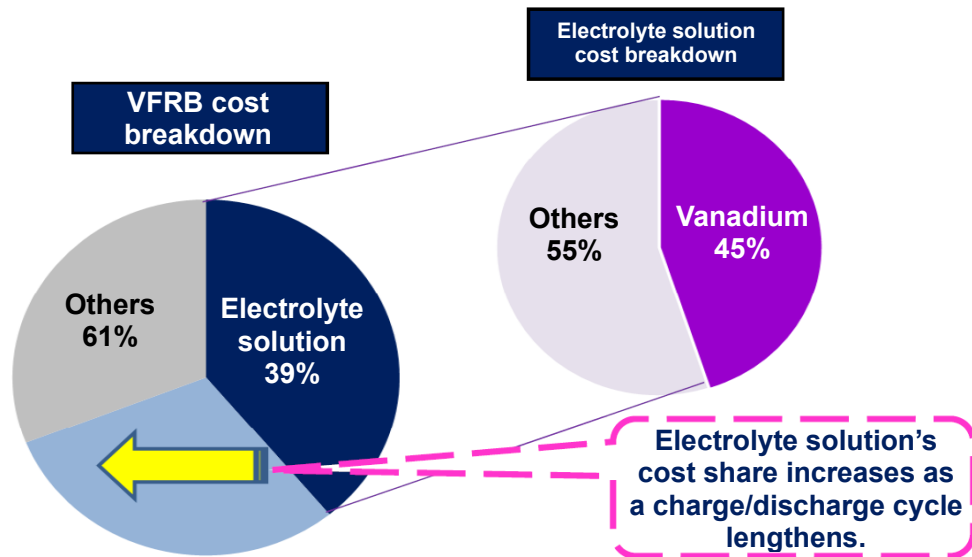 Electrolyte solution
cost breakdown
VFRB cost
breakdown
Others
55%
Vanadium
45%
Others
61%
Electrolyte
solution
39%
Electrolyte solution’s
cost share increases as
a charge/discharge cycle
lengthens.